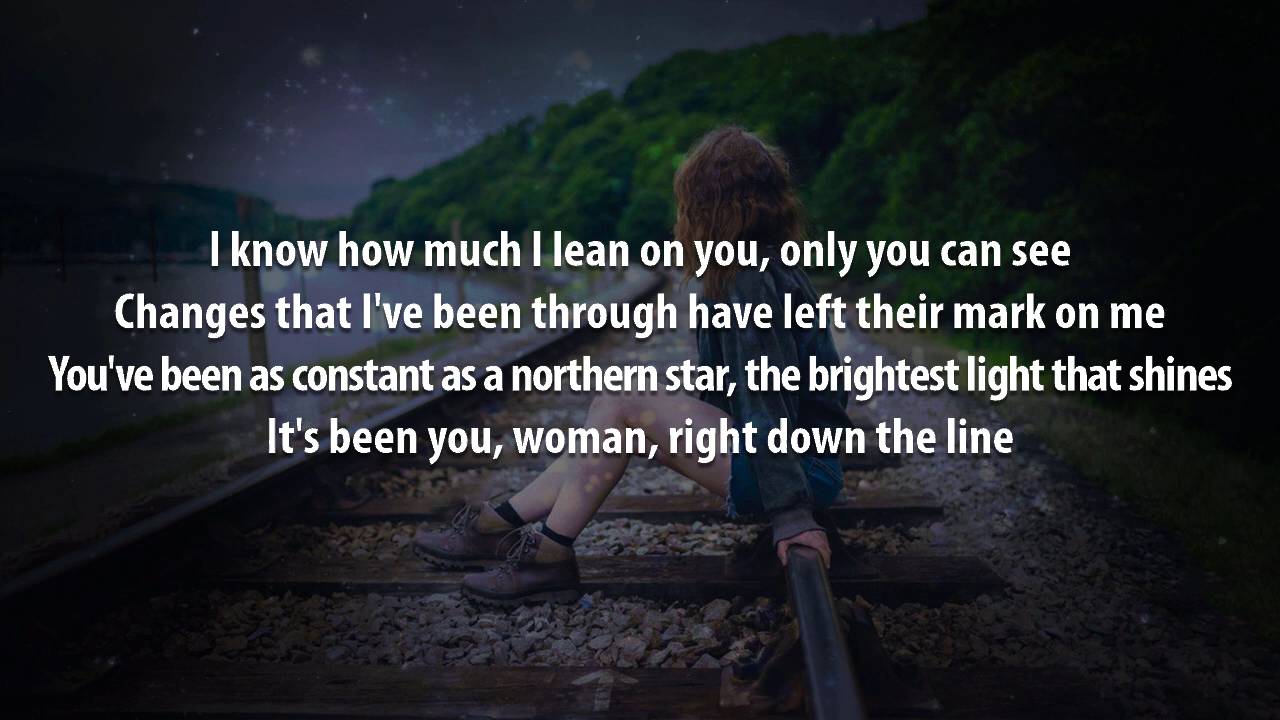 I know how much I lean on you, only you can see
Changes that I've been through have left their mark on me
You've been as constant as a northern star, the brightest light that shines
It's been you, woman, right down the line